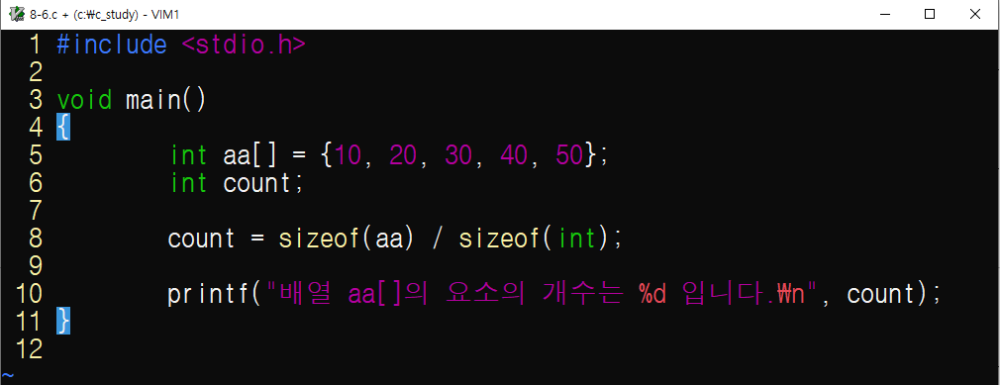 8-6.c + (c:₩c_study) - VIM1
1 #include <stdio.h>
2
3 void main()
4 {
5 int aa[] = {10, 20, 30, 40, 50};
6 int count;
7
8 count = sizeof(aa) / sizeof(int);
9
10 printf("배열 aa[]의 요소의 개수는 %d 입니다.₩n", count);
11 }
12
~